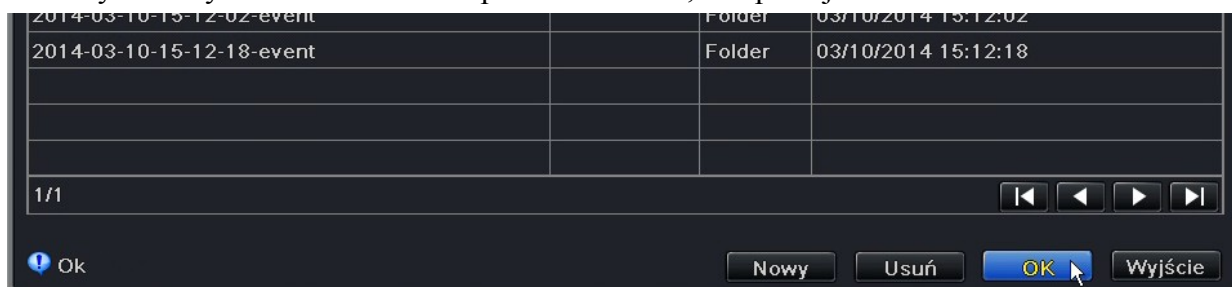 2014-03-10-15-12-02-event Folder 03/10/2014 15:12:02
2014-03-10-15-12-18-event Folder 03/10/2014 15:12:18
1/1
Ok Nowy Usuń OK Wyjście